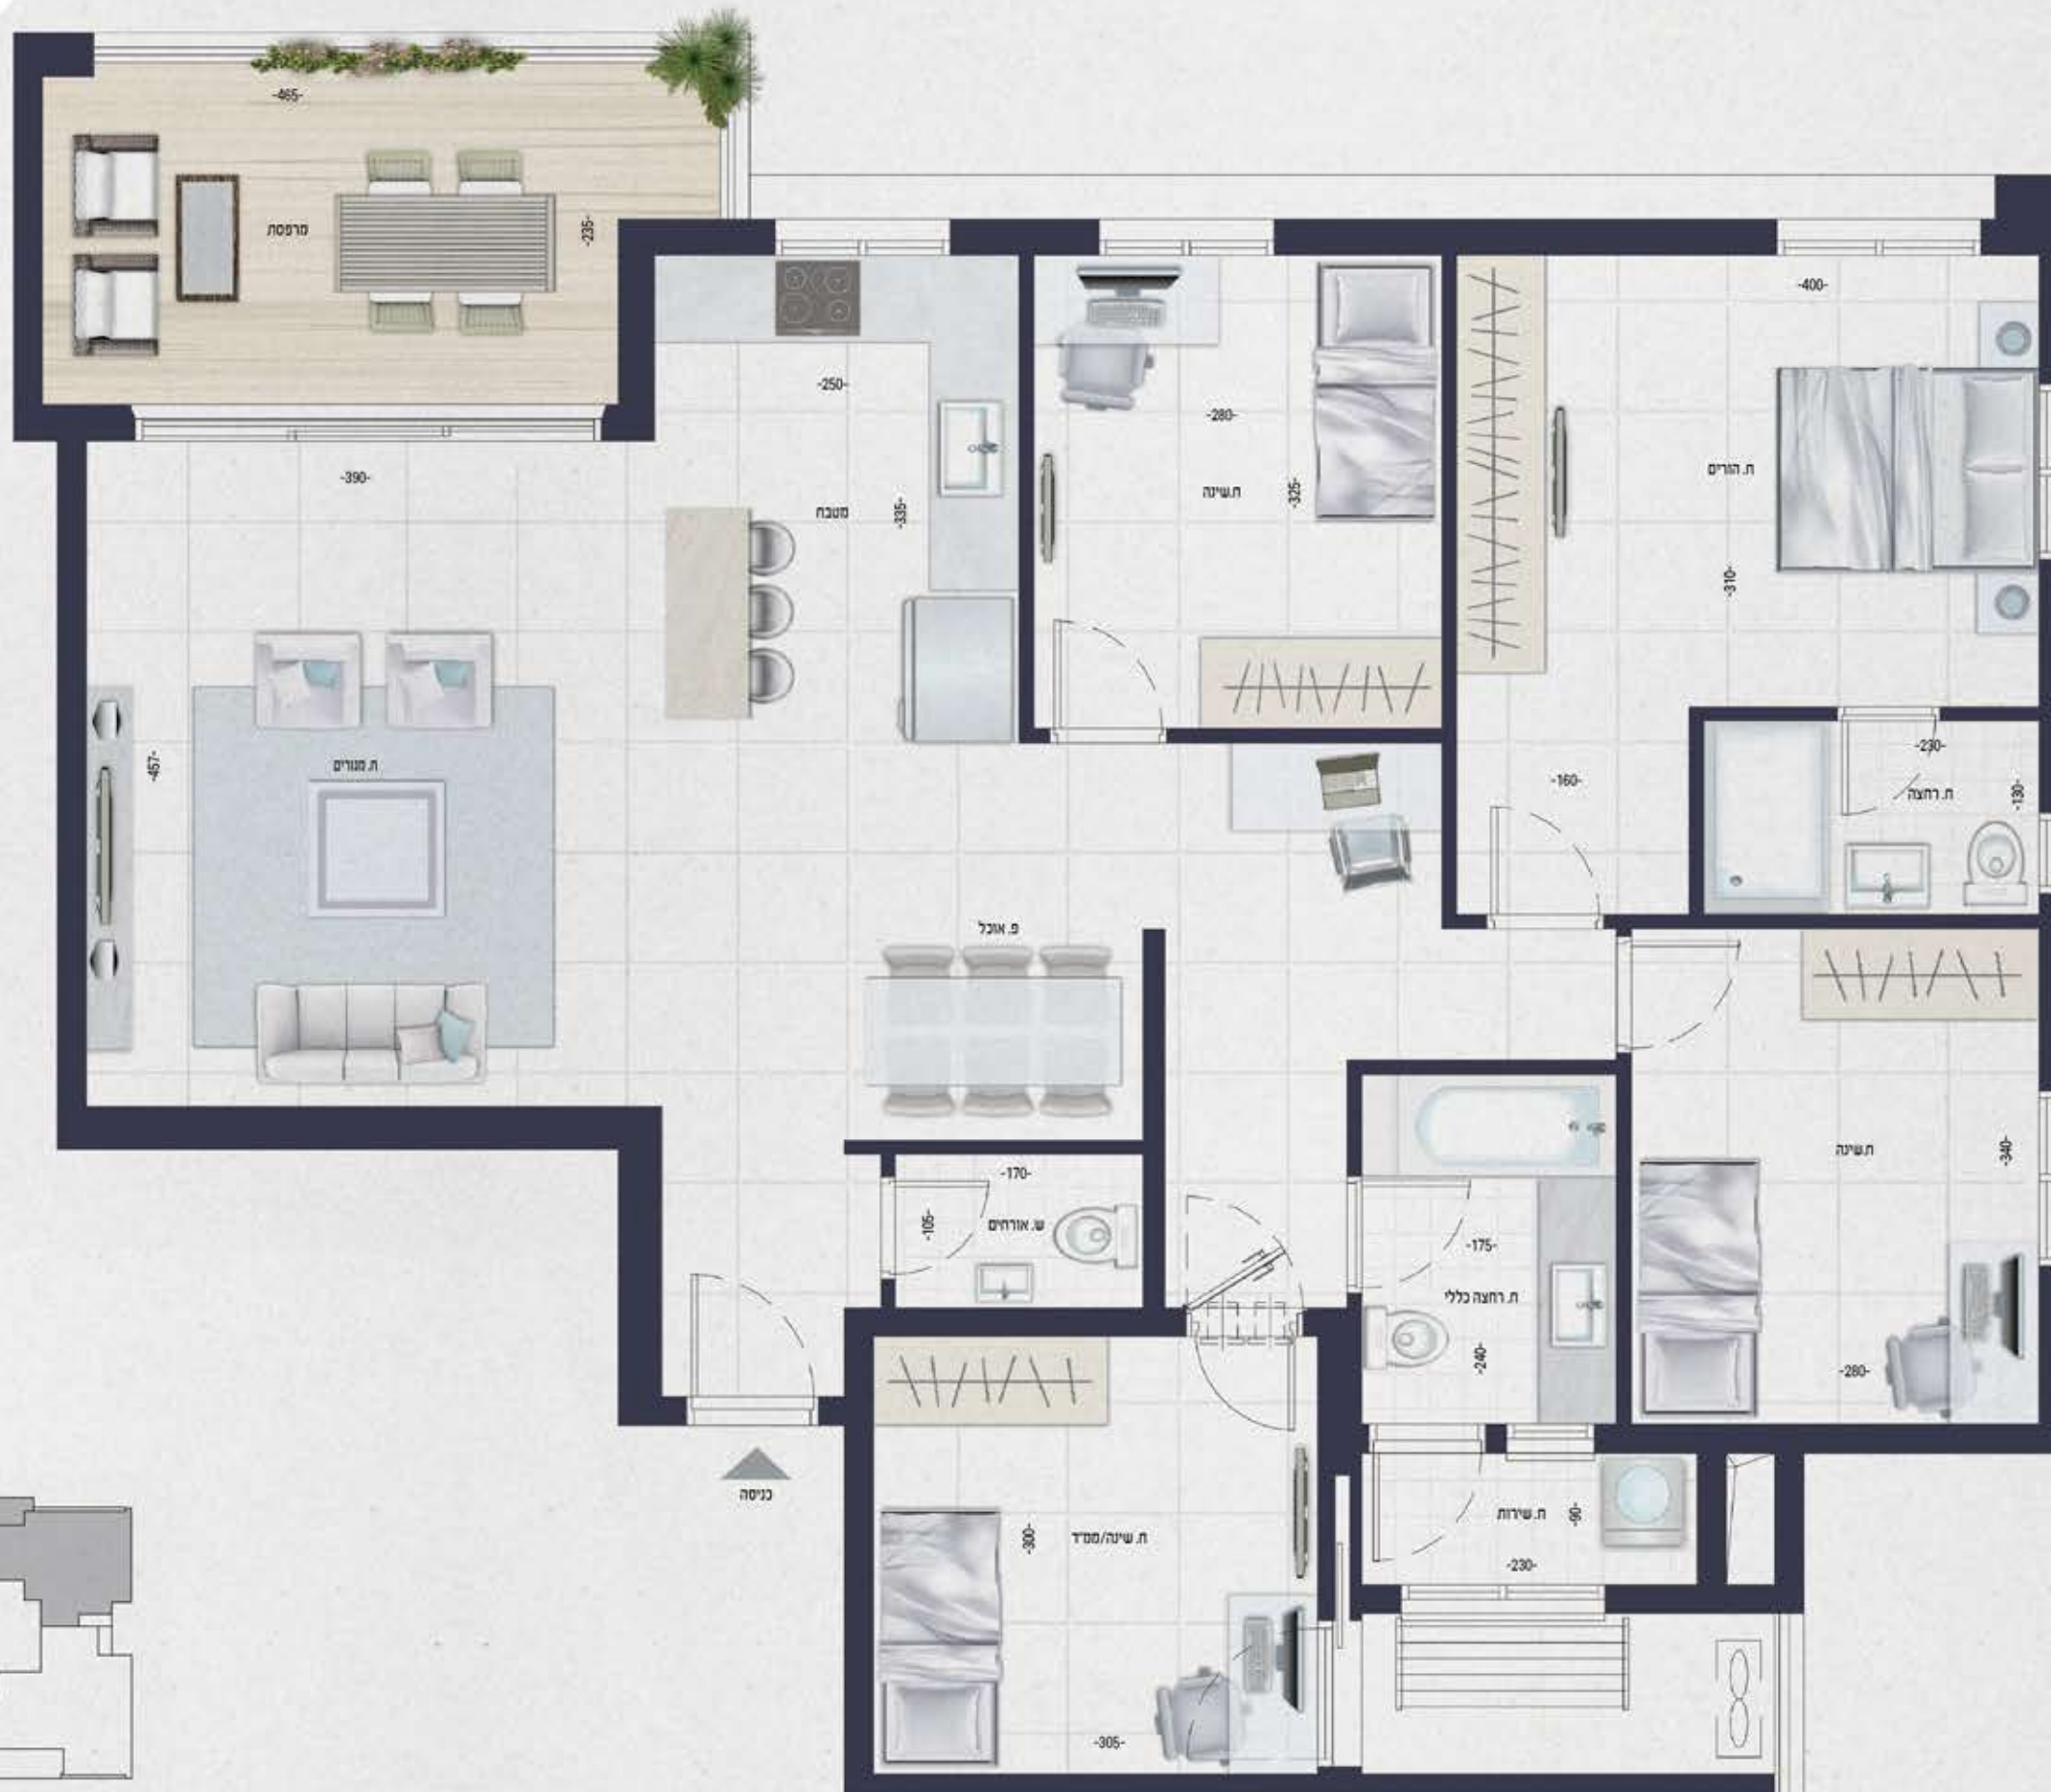 -465-
מרפסת
-235-
-400-
-250-
-280-
ח. הורים
-390-
ח.שינה
-325-
מטבח
-335-
-310-
-230-
-457-
ח. מגורים
-160-
ח. רחצה
-130-
פ. אוכל
ח.שינה
-340-
-170-
-105-
ש. אורחים
-175-
ח. רחצה כללי
-240-
-280-
כניסה
ח. שינה/ממ"ד
-300-
ח. שירות
-90-
-230-
-305-